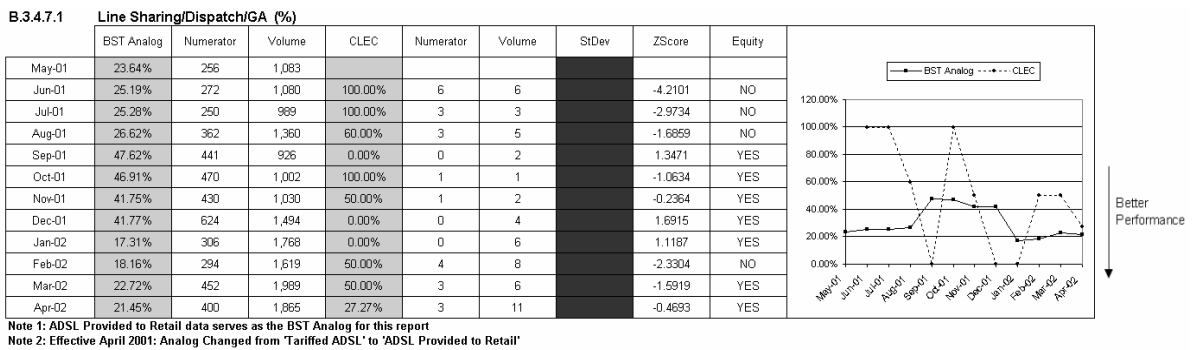 B.3.4.7.1 Line Sharing/Dispatch/GA (%)
BST Analog Numerator Volume CLEC Numerator Volume StDev ZScore Equity
May-01 23.64% 256 1,083
Jun-01 25.19% 272 1,080 100.00% 6 6 -4.2101 NO
Jul-01 25.28% 250 989 100.00% 3 3 -2.9734 NO
Aug-01 26.62% 362 1,360 60.00% 3 5 -1.6859 NO
Sep-01 47.62% 441 926 0.00% 0 2 1.3471 YES
Oct-01 46.91% 470 1,002 100.00% 1 1 -1.0634 YES
Nov-01 41.75% 430 1,030 50.00% 1 2 -0.2364 YES
Dec-01 41.77% 624 1,494 0.00% 0 4 1.6915 YES
Jan-02 17.31% 306 1,768 0.00% 0 6 1.1187 YES
Feb-02 18.16% 294 1,619 50.00% 4 8 -2.3304 NO
Mar-02 22.72% 452 1,989 50.00% 3 6 -1.5919 YES
Apr-02 21.45% 400 1,865 27.27% 3 11 -0.4693 YES
Note 1: ADSL Provided to Retail data serves as the BST Analog for this report
Note 2: Effective April 2001: Analog Changed from 'Tariffed ADSL' to 'ADSL Provided to Retail'
BST Analog CLEC
120.00%
100.00%
80.00%
60.00%
40.00%
20.00%
0.00%
May-01 Jun-01 Jul-01 Aug-01 Sep-01 Oct-01 Nov-01 Dec-01 Jan-02 Feb-02 Mar-02 Apr-02
Better
Performance